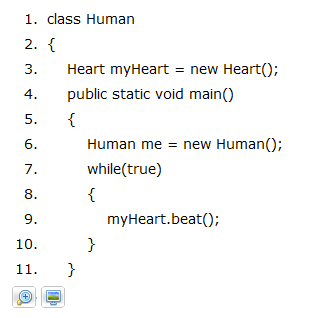 1. class Human
2. {
3. Heart myHeart = new Heart();
4. public static void main()
5. {
6. Human me = new Human();
7. while(true)
8. {
9. myHeart.beat();
10. }
11. }